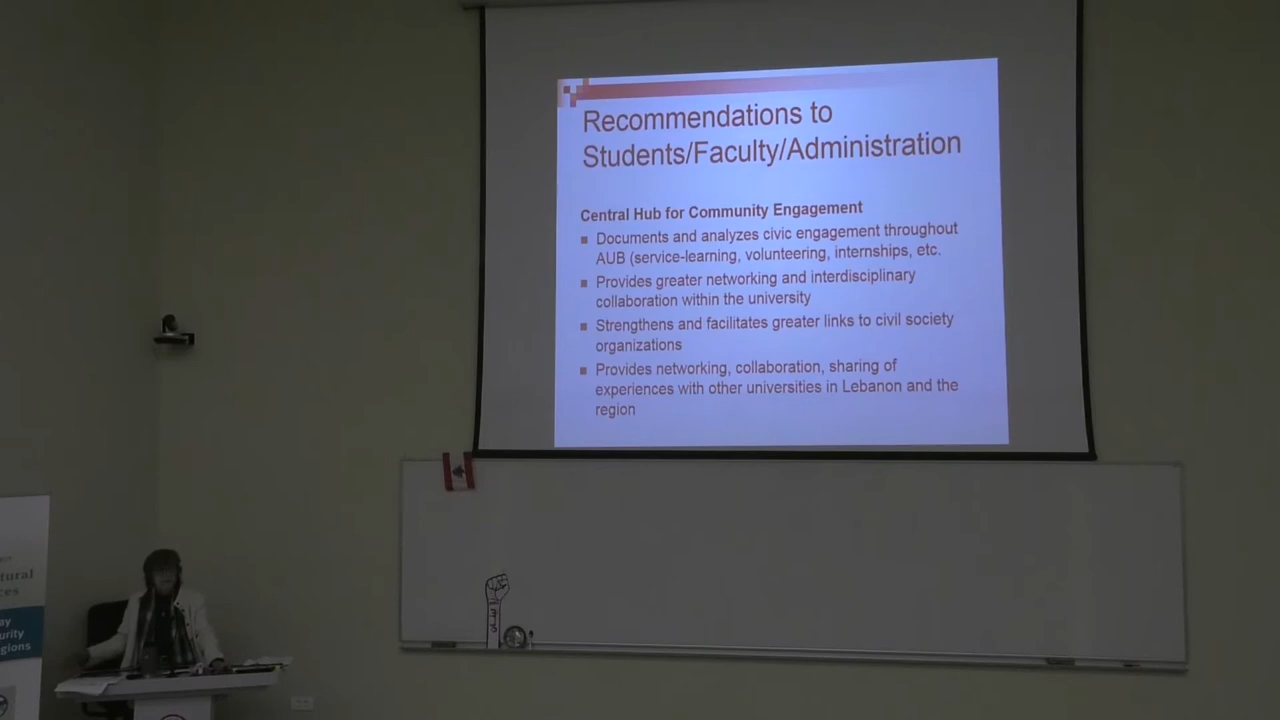 Recommendations to
Students/Faculty/Administration
Central Hub for Community Engagement
Documents and analyzes civic engagement throughout
AUB (service-learning, volunteering, internships, etc.
Provides greater networking and interdisciplinary
collaboration within the university
Strengthens and facilitates greater links to civil society
organizations
Provides networking, collaboration, sharing of
experiences with other universities in Lebanon and the
region